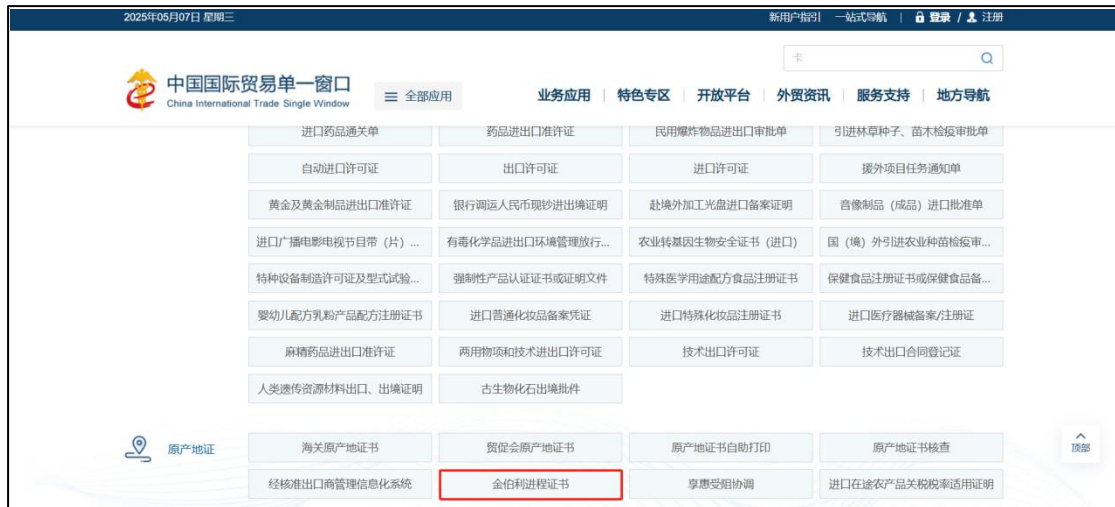 2025年05月07日 星期三 新用户指引 一站式导航 | 登录 / 注册
卡
中国国际贸易单一窗口
China International Trade Single Window
全部应用 业务应用 | 特色专区 | 开放平台 | 外贸资讯 | 服务支持 | 地方导航
进口药品通关单 药品进出口准许证 民用爆炸物品进出口审批单 引进林草种子、苗木检疫审批单
自动进口许可证 出口许可证 进口许可证 援外项目任务通知单
黄金及黄金制品进出口准许证 银行调运人民币现钞进出境证明 赴境外加工光盘进口备案证明 音像制品（成品）进口批准单
进口广播电影电视节目带（片）... 有毒化学品进出口环境管理放行... 农业转基因生物安全证书（进口） 国（境）外引进农业种苗检疫审...
特种设备制造许可证及型式试验... 强制性产品认证证书或证明文件 特殊医学用途配方食品注册证书 保健食品注册证书或保健食品备...
婴幼儿配方乳粉产品配方注册证书 进口普通化妆品备案凭证 进口特殊化妆品注册证书 进口医疗器械备案/注册证
麻精药品进出口准许证 两用物项和技术进出口许可证 技术出口许可证 技术出口合同登记证
人类遗传资源材料出口、出境证明 古生物化石出境批件
原产地证 海关原产地证书 贸促会原产地证书 原产地证书自助打印 原产地证书核查
顶部
经核准出口商管理信息化系统 金伯利进程证书 享惠受阻协调 进口在途农产品关税税率适用证明